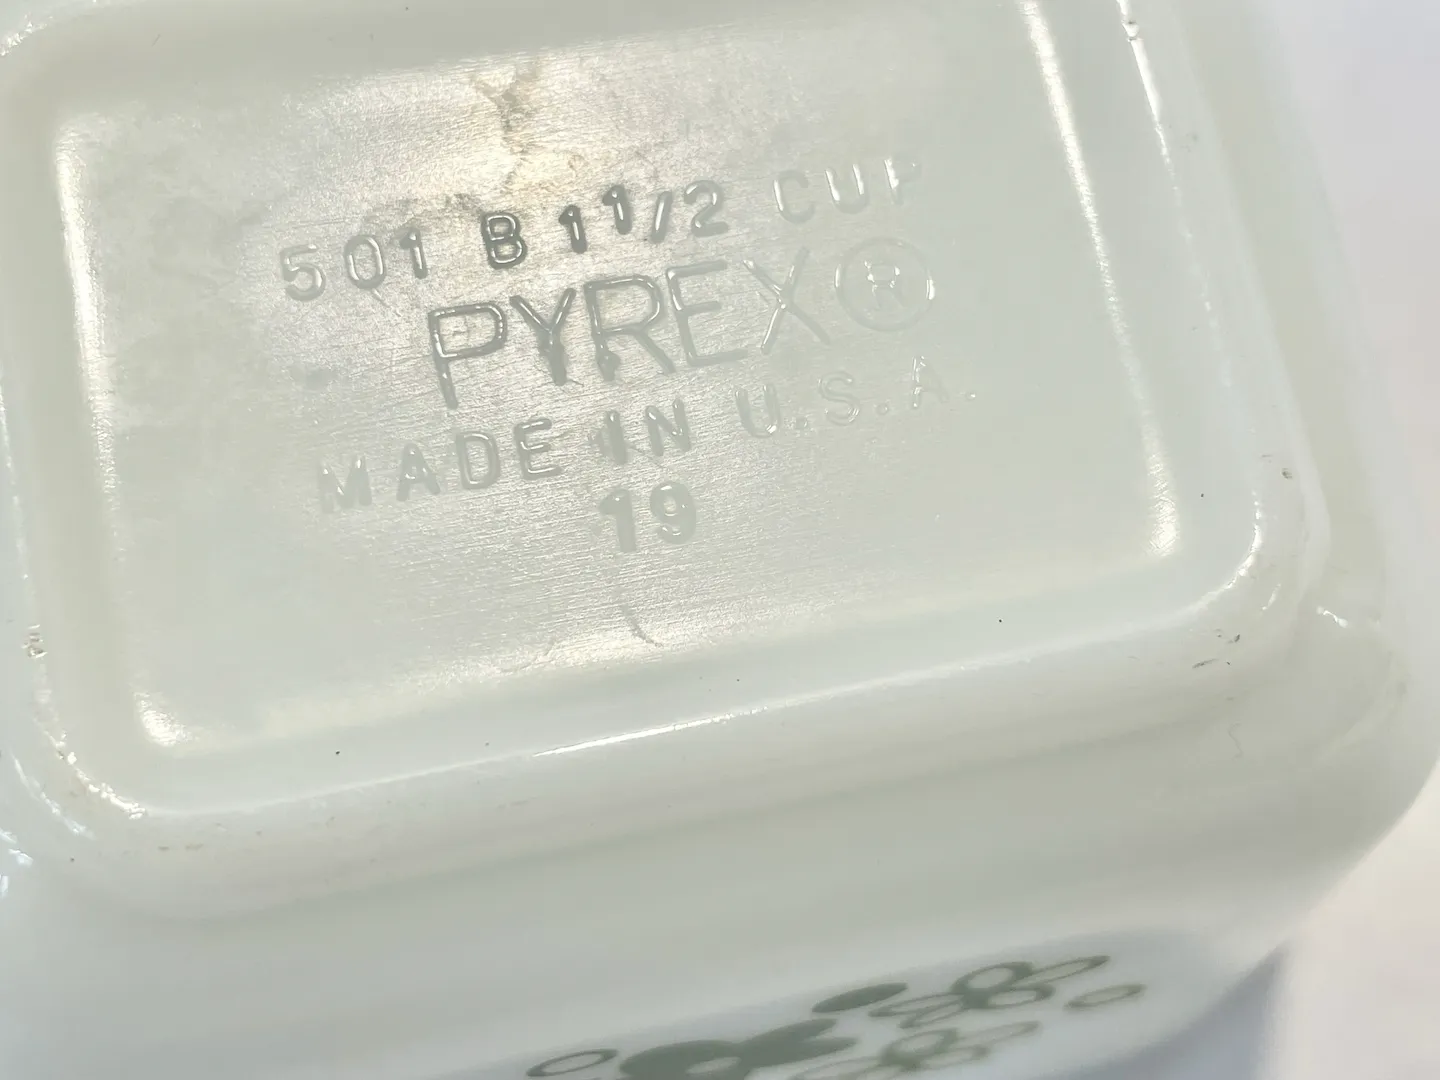 501 B 1 1/2 CUP
PYREX ®
MADE IN U.S.A.
19